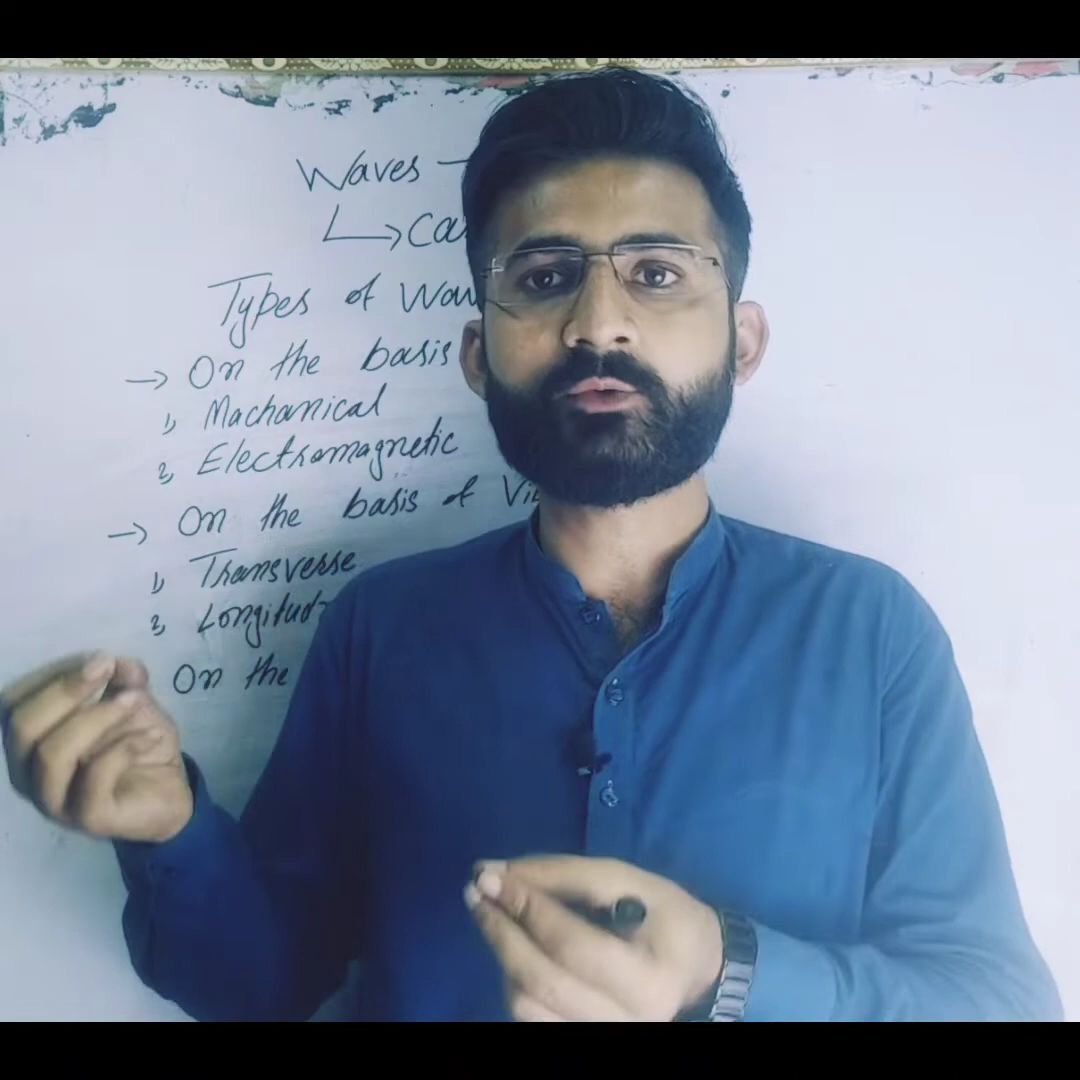 Waves -
↳ Ca
Types of Wav
→ On the basis
1) Machanical
2) Electromagnetic
→ On the basis of Vi
1) Transverse
2) Longitud
On the